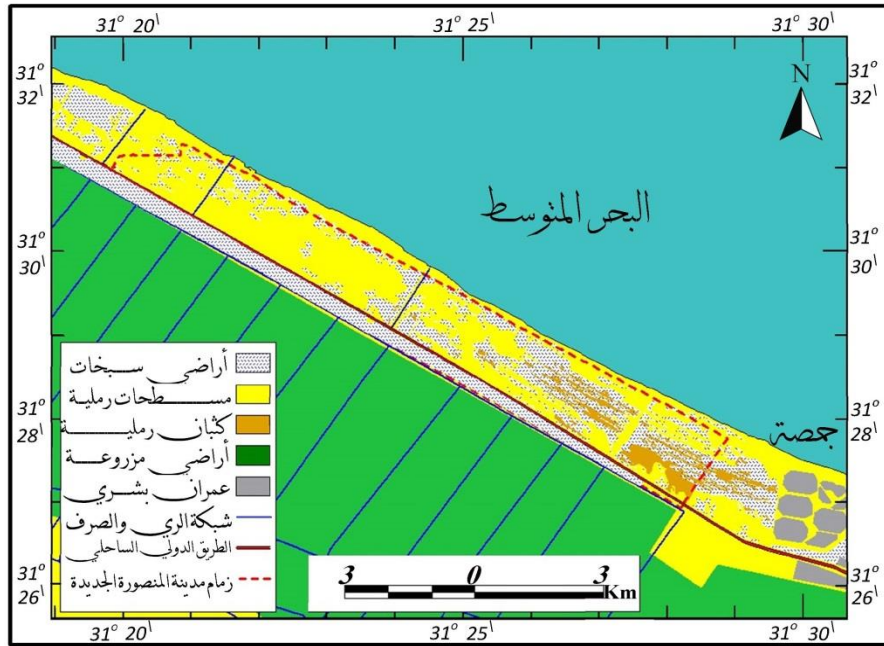 31° 20\ 31° 25\ 31° 30\
31° 32\ 31° 32\
N
البحر المتوسط
31° 30\ 31° 30\
أراضي سبخات
مسطحات رملية
31° 28\ 31° 28\
كثبان رملية
جمصة
أراضي مزروعة
عمران بشري
شبكة الري والصرف
الطريق الدولي الساحلي
زمام مدينة المنصورة الجديدة
3 0 3
Km
31° 26\ 31° 26\
31° 20\ 31° 25\ 31° 30\